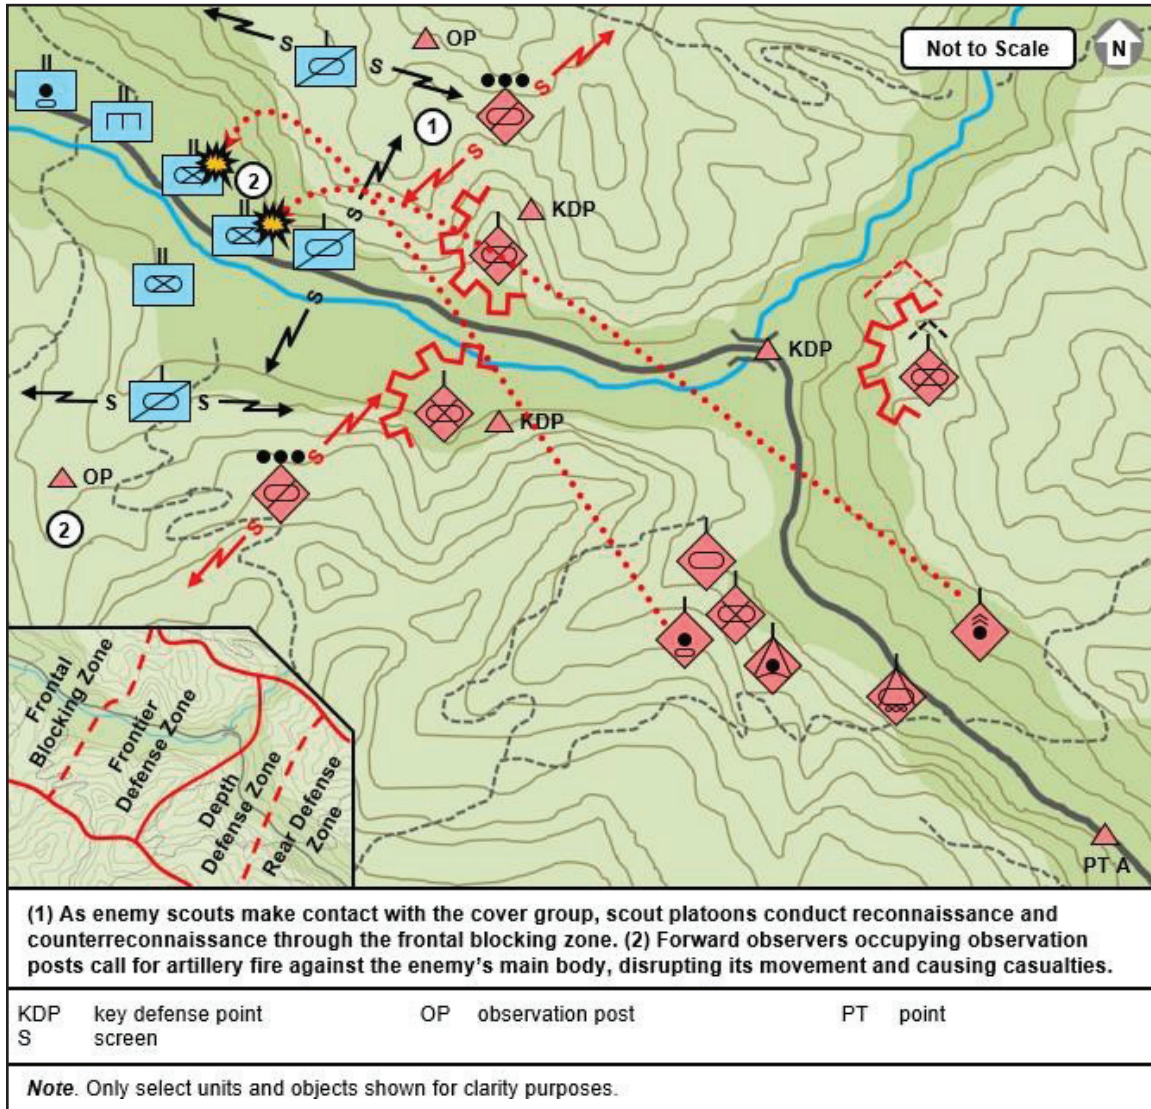 Not to Scale
N
OP
S
S
S
1
S
2
S
KDP
S
KDP
S
S
KDP
S
OP
2
S
PT A
Frontal
Blocking Zone
Frontier
Defense Zone
Depth
Defense Zone
Rear Defense
Zone
(1) As enemy scouts make contact with the cover group, scout platoons conduct reconnaissance and
counterreconnaissance through the frontal blocking zone. (2) Forward observers occupying observation
posts call for artillery fire against the enemy's main body, disrupting its movement and causing casualties.
KDP key defense point OP observation post PT point
S screen
Note. Only select units and objects shown for clarity purposes.